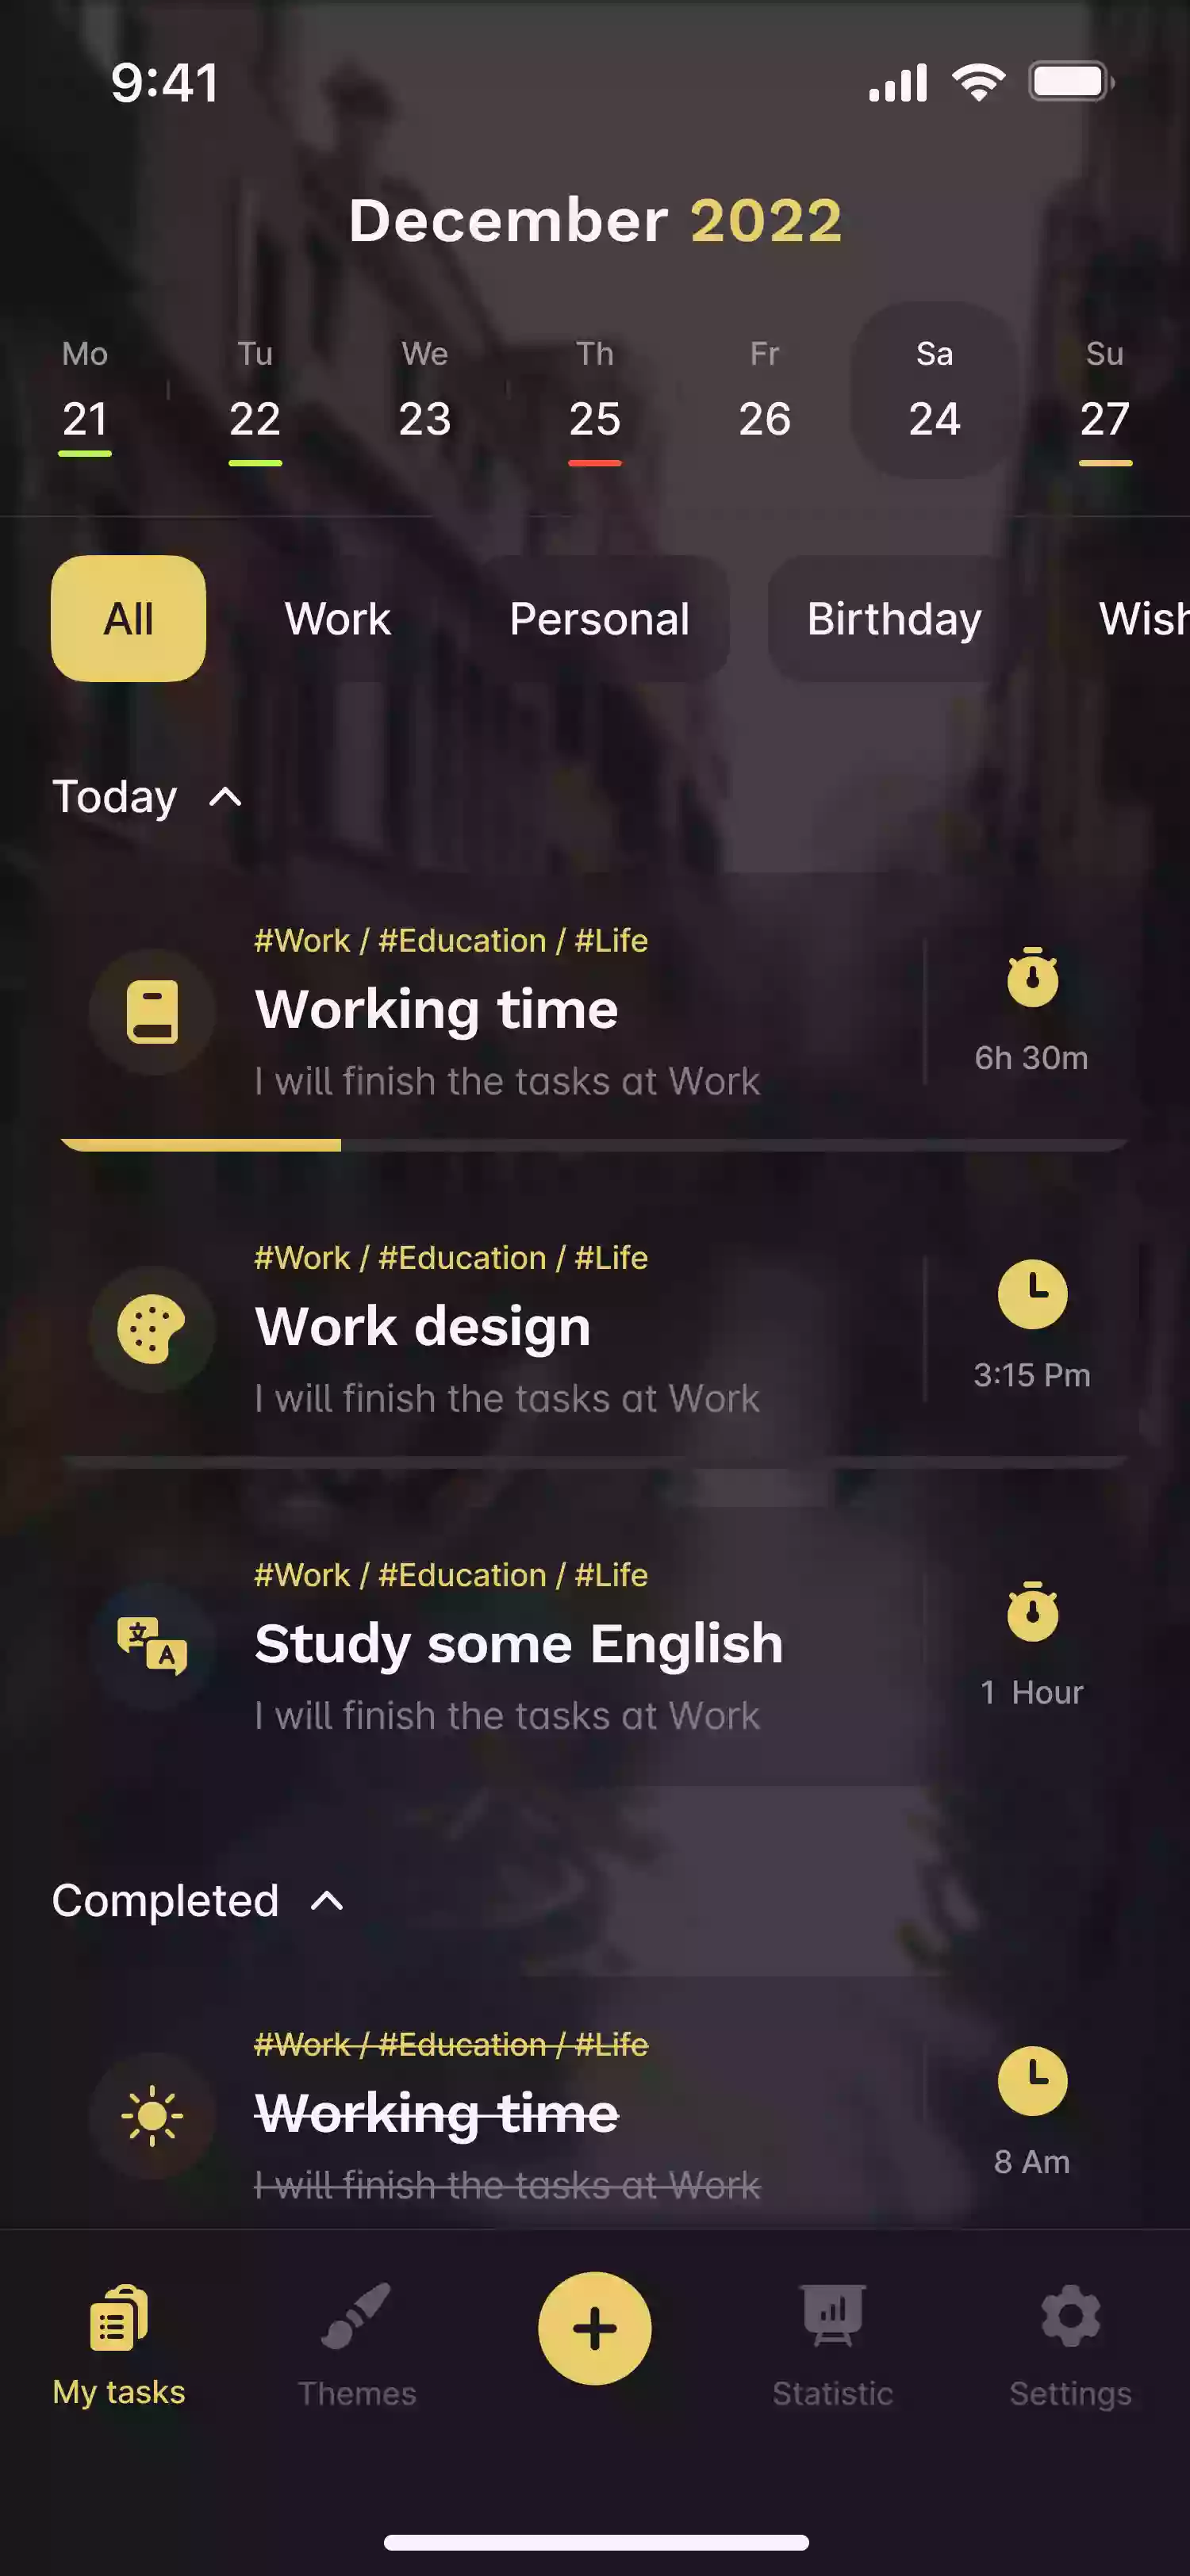 9:41
December 2022
Mo Tu We Th Fr Sa Su
21 22 23 25 26 24 27
All Work Personal Birthday Wish
Today
#Work / #Education / #Life
Working time
I will finish the tasks at Work
6h 30m
#Work / #Education / #Life
Work design
I will finish the tasks at Work
3:15 Pm
#Work / #Education / #Life
Study some English
I will finish the tasks at Work
1 Hour
文 A
Completed
#Work / #Education / #Life
Working time
I will finish the tasks at Work
8 Am
My tasks Themes Statistic Settings